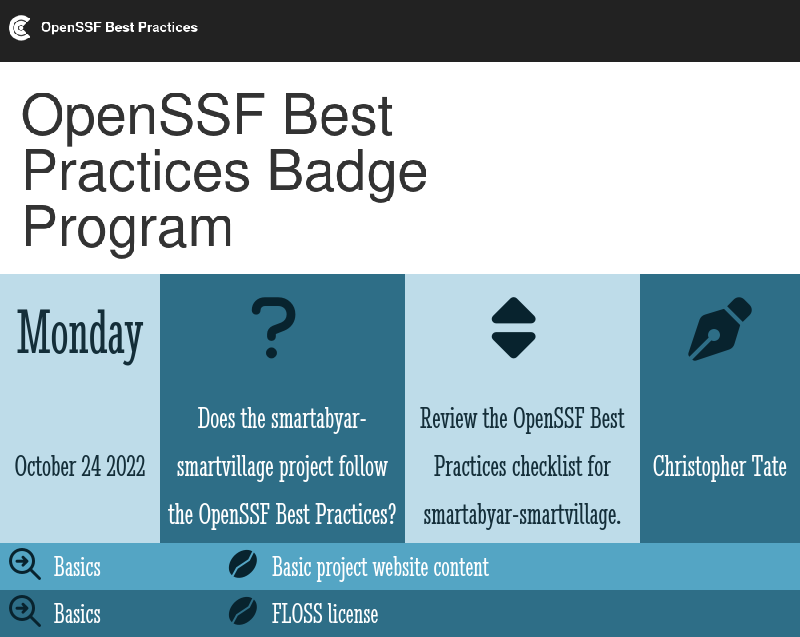 OpenSSF Best Practices
OpenSSF Best
Practices Badge
Program
Monday
October 24 2022
Does the smartabyar-
smartvillage project follow
the OpenSSF Best Practices?
Review the OpenSSF Best
Practices checklist for
smartabyar-smartvillage.
Christopher Tate
Basics
Basic project website content
Basics
FLOSS license